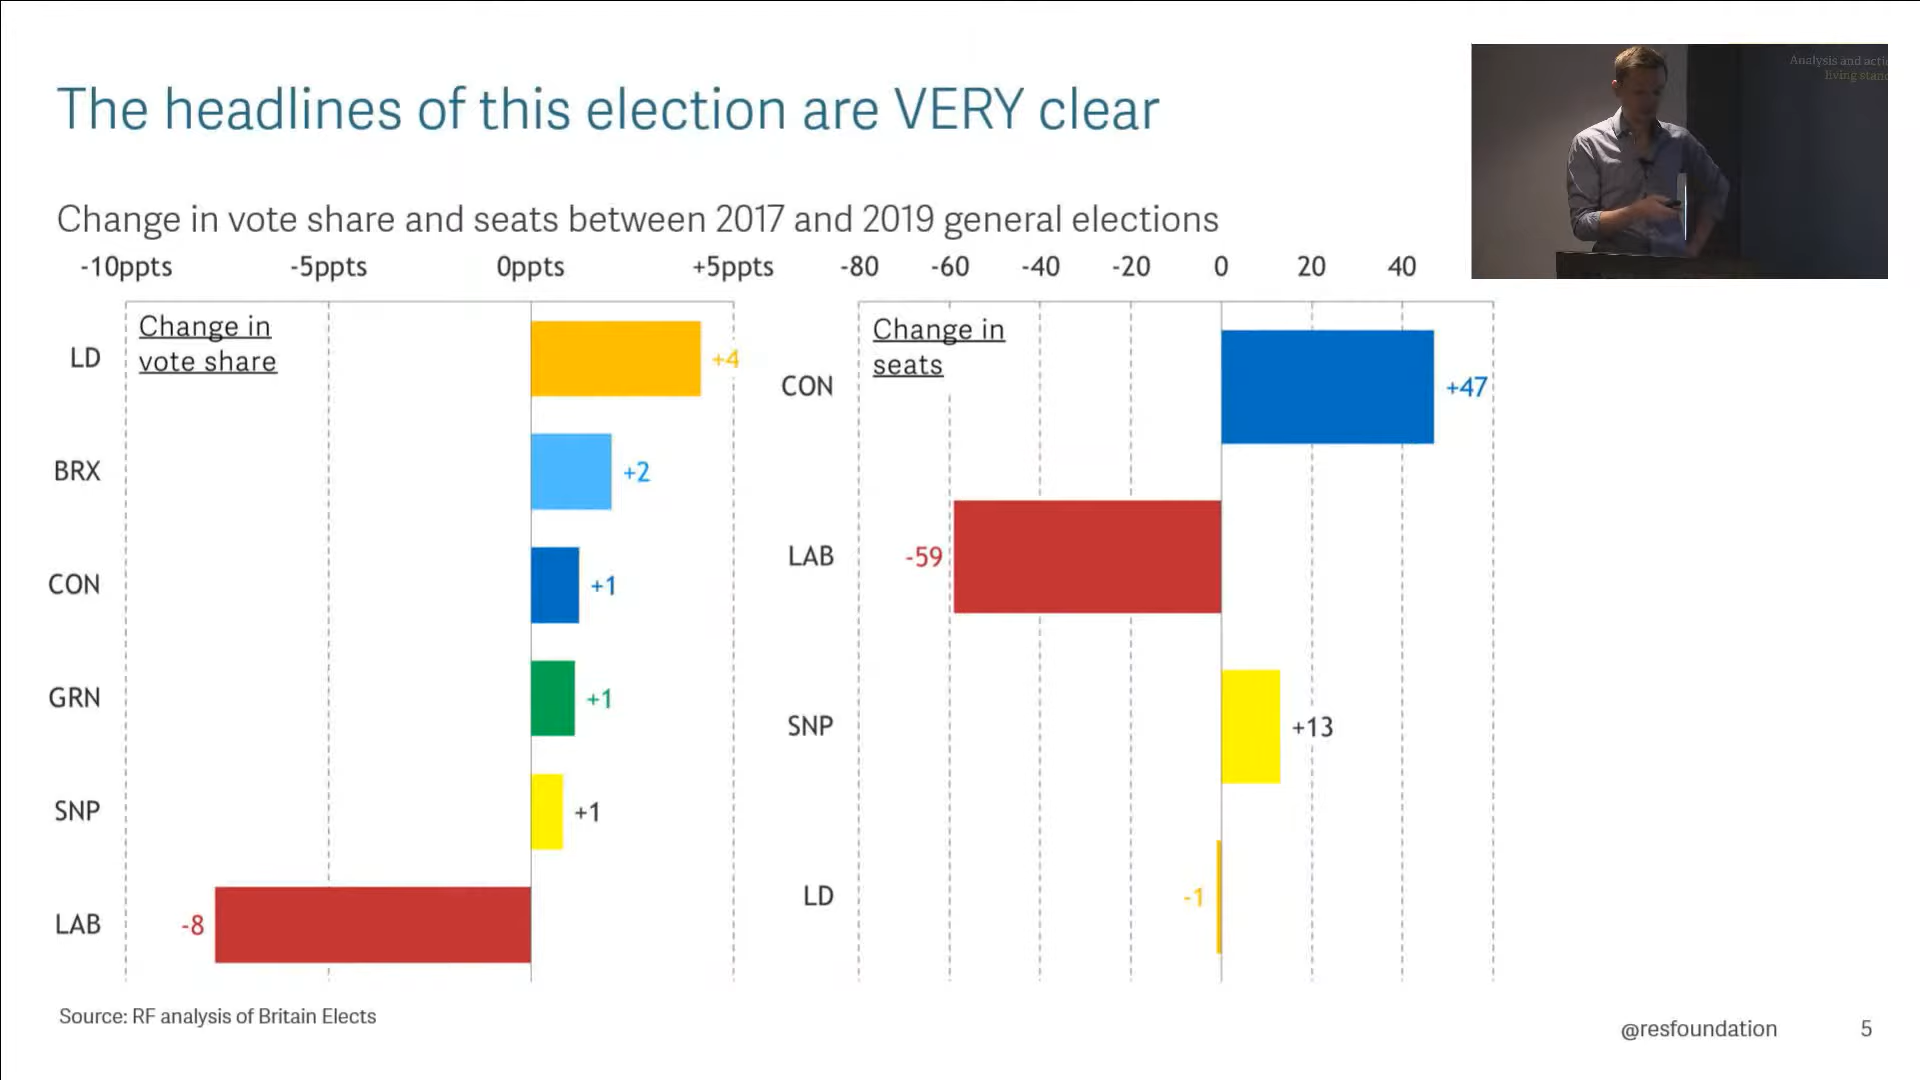 The headlines of this election are VERY clear
Analysis and
living
Change in vote share and seats between 2017 and 2019 general elections
-10ppts -5ppts 0ppts +5ppts
Change in
vote share
LD +4
BRX +2
CON +1
GRN +1
SNP +1
LAB -8
-80 -60 -40 -20 0 20 40
Change in
seats
CON +47
LAB -59
SNP +13
LD -1
Source: RF analysis of Britain Elects
@resfoundation 5